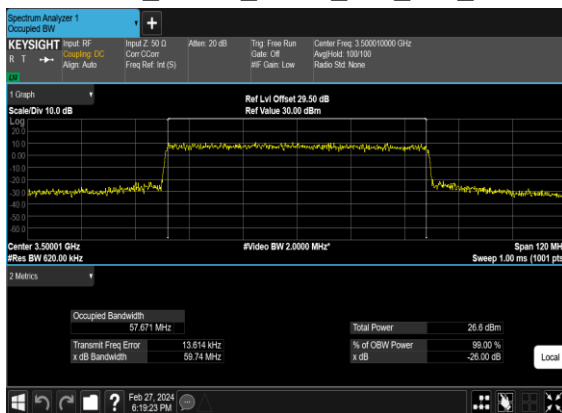 Spectrum Analyzer 1
Occupied BW
KEYSIGHT
R T
LU
Input: RF
Coupling: DC
Align: Auto
Input Z: 50 Ω
Corr CCorr
Freq Ref: Int (S)
Atten: 20 dB
Trig: Free Run
Gate: Off
#IF Gain: Low
Center Freq: 3.500010000 GHz
Avg|Hold: 100/100
Radio Std: None
1 Graph
Ref Lvl Offset 29.50 dB
Scale/Div 10.0 dB
Ref Value 30.00 dBm
Log
20.0
10.0
0.00
-10.0
-20.0
-30.0
-40.0
-50.0
-60.0
Center 3.50001 GHz
#Video BW 2.0000 MHz*
Span 120 MH
#Res BW 620.00 kHz
Sweep 1.00 ms (1001 pts
2 Metrics
Occupied Bandwidth
57.671 MHz
Total Power 26.6 dBm
Transmit Freq Error 13.614 kHz
% of OBW Power 99.00 %
x dB Bandwidth 59.74 MHz
x dB -26.00 dB
Local
?
Feb 27, 2024
6:19:23 PM